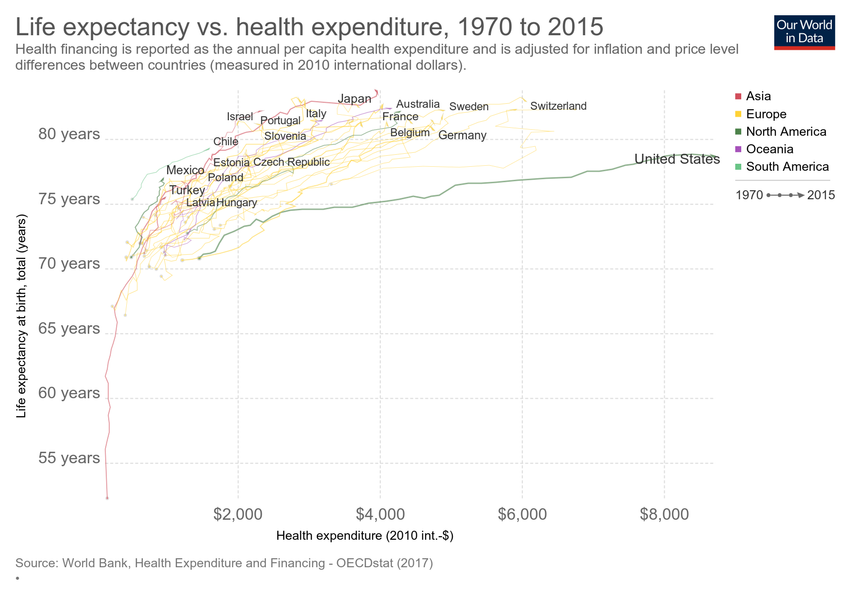 Life expectancy vs. health expenditure, 1970 to 2015
Health financing is reported as the annual per capita health expenditure and is adjusted for inflation and price level
differences between countries (measured in 2010 international dollars).
Our World
in Data
Asia
Europe
North America
Oceania
South America
1970 2015
Japan
Australia
Sweden
Switzerland
Israel
Portugal
Italy
France
Slovenia
Belgium
Germany
Chile
United States
Estonia
Czech Republic
Mexico
Poland
Turkey
Latvia
Hungary
80 years
75 years
70 years
65 years
60 years
55 years
Life expectancy at birth, total (years)
$2,000
$4,000
$6,000
$8,000
Health expenditure (2010 int.-$)
Source: World Bank, Health Expenditure and Financing - OECDstat (2017)
•